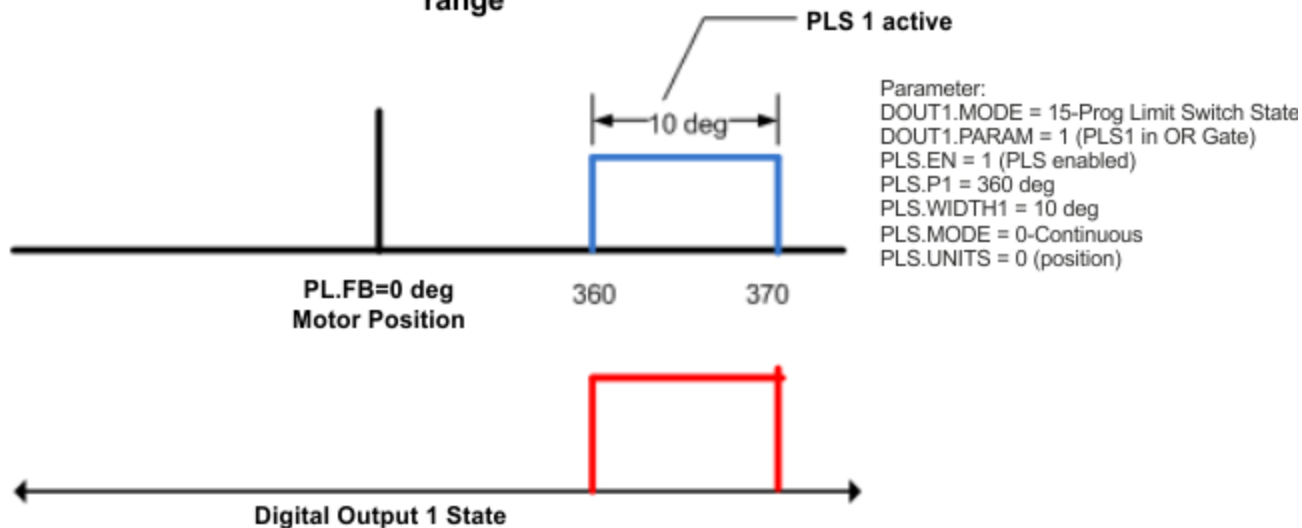 range
PLS 1 active
10 deg
Parameter:
DOUT1.MODE = 15-Prog Limit Switch State
DOUT1.PARAM = 1 (PLS1 in OR Gate)
PLS.EN = 1 (PLS enabled)
PLS.P1 = 360 deg
PLS.WIDTH1 = 10 deg
PLS.MODE = 0-Continuous
PLS.UNITS = 0 (position)
PL.FB=0 deg
Motor Position
360
370
Digital Output 1 State